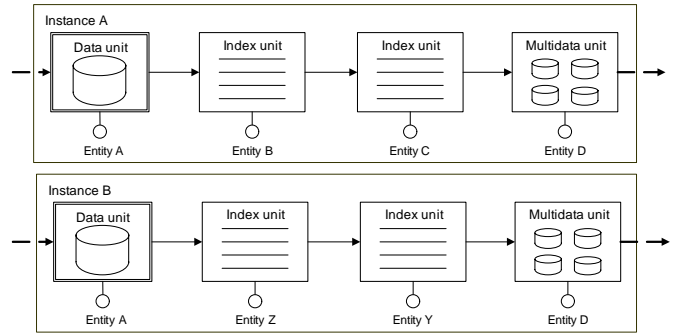 Instance A
Data unit
Index unit
Index unit
Multidata unit
Entity A
Entity B
Entity C
Entity D
Instance B
Data unit
Index unit
Index unit
Multidata unit
Entity A
Entity Z
Entity Y
Entity D